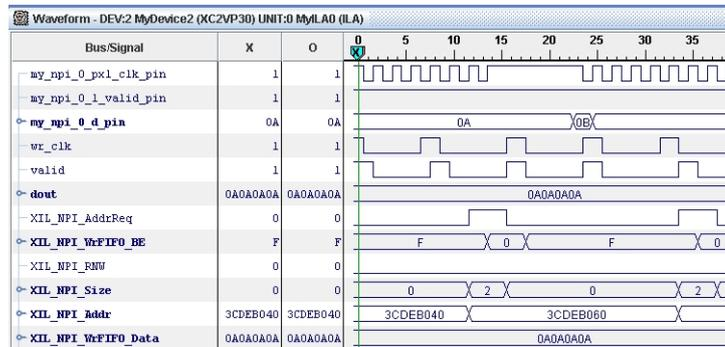 Waveform - DEV:2 MyDevice2 (XC2VP30) UNIT:0 MyILA0 (ILA)
Bus/Signal X O 0 5 10 15 20 25 30 35
X
my_npi_0_pxl_clk_pin 1 1
my_npi_0_l_valid_pin 1 1
my_npi_0_d_pin 0A 0A 0A 0B
wr_clk 1 1
valid 1 1
dout 0A0A0A0A 0A0A0A0A 0A0A0A0A
XIL_NPI_AddrReq 0 0
XIL_NPI_WrFIFO_BE F F F 0 F 0
XIL_NPI_RNW 0 0
XIL_NPI_Size 0 0 0 2 0 2
XIL_NPI_Addr 3CDEB040 3CDEB040 3CDEB040 3CDEB060
XIL_NPI_WrFIFO_Data 0A0A0A0A 0A0A0A0A 0A0A0A0A